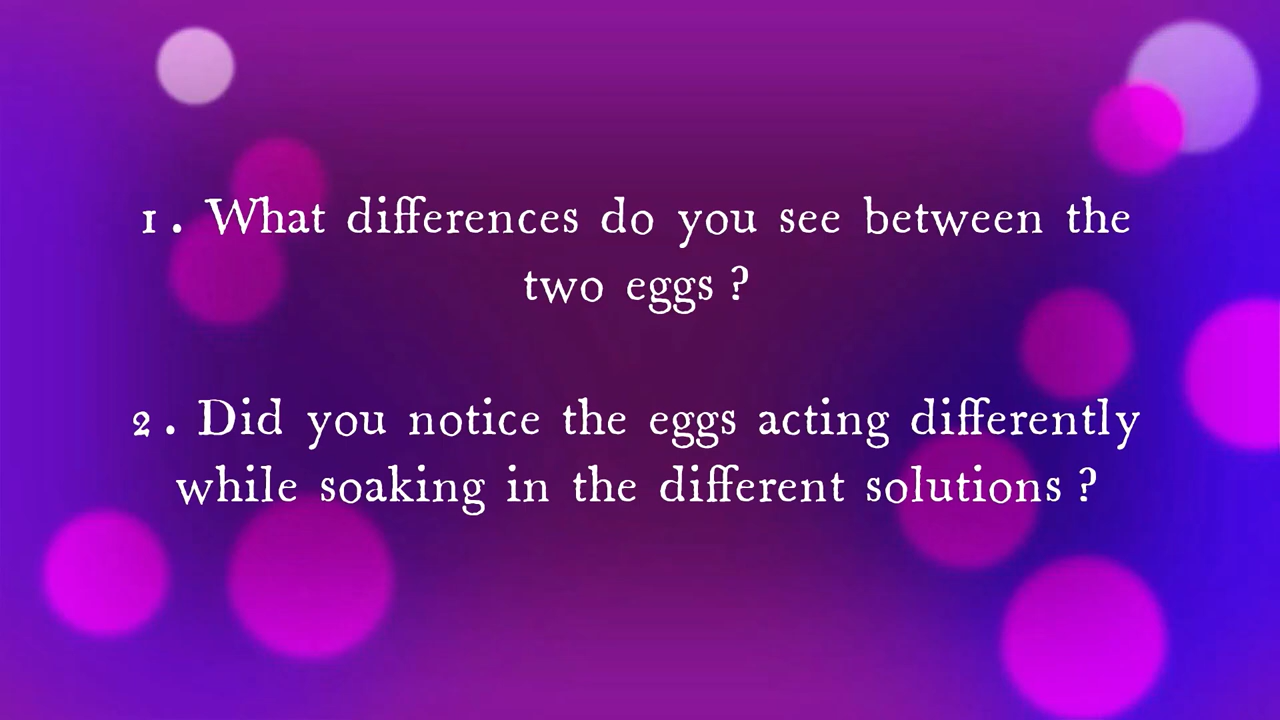 1. What differences do you see between the
two eggs?
2. Did you notice the eggs acting differently
while soaking in the different solutions?